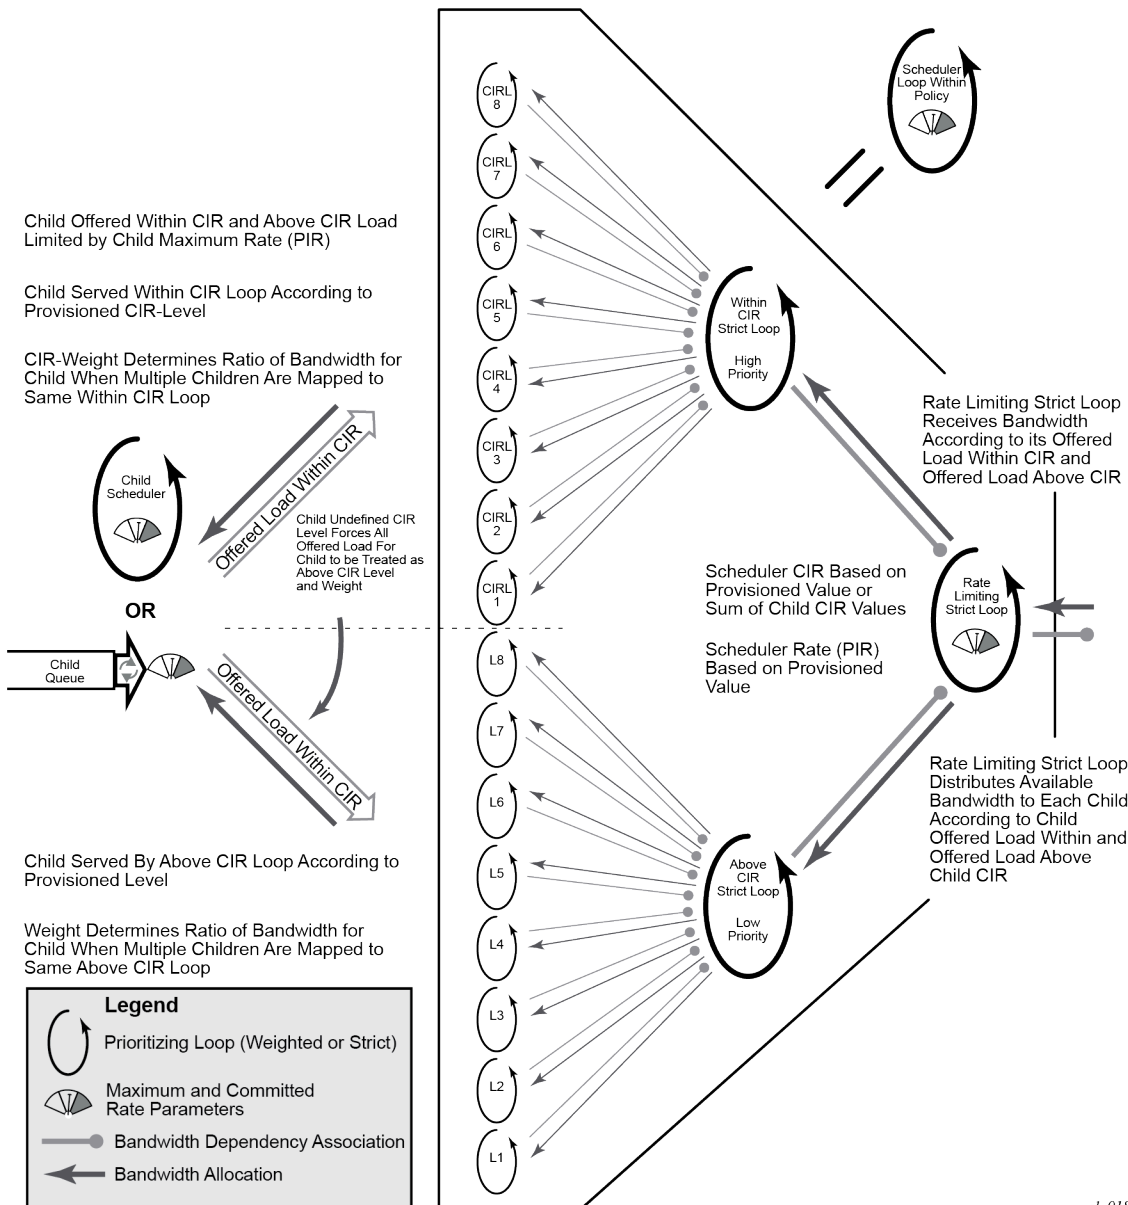 Scheduler
Loop Within
Policy
CIRL
8
CIRL
7
CIRL
6
CIRL
5
CIRL
4
CIRL
3
CIRL
2
CIRL
1
L8
L7
L6
L5
L4
L3
L2
L1
Child Offered Within CIR and Above CIR Load
Limited by Child Maximum Rate (PIR)
Child Served Within CIR Loop According to
Provisioned CIR-Level
CIR-Weight Determines Ratio of Bandwidth for
Child When Multiple Children Are Mapped to
Same Within CIR Loop
Child
Scheduler
Offered Load Within CIR
Child Undefined CIR
Level Forces All
Offered Load For
Child to be Treated as
Above CIR Level
and Weight
OR
Child
Queue
Offered Load Within CIR
Child Served By Above CIR Loop According to
Provisioned Level
Weight Determines Ratio of Bandwidth for
Child When Multiple Children Are Mapped to
Same Above CIR Loop
Within
CIR
Strict Loop
High
Priority
Rate Limiting Strict Loop
Receives Bandwidth
According to its Offered
Load Within CIR and
Offered Load Above CIR
Scheduler CIR Based on
Provisioned Value or
Sum of Child CIR Values
Scheduler Rate (PIR)
Based on Provisioned
Value
Rate
Limiting
Strict Loop
Rate Limiting Strict Loop
Distributes Available
Bandwidth to Each Child
According to Child
Offered Load Within and
Offered Load Above
Child CIR
Above
CIR
Strict Loop
Low
Priority
Legend
Prioritizing Loop (Weighted or Strict)
Maximum and Committed
Rate Parameters
Bandwidth Dependency Association
Bandwidth Allocation